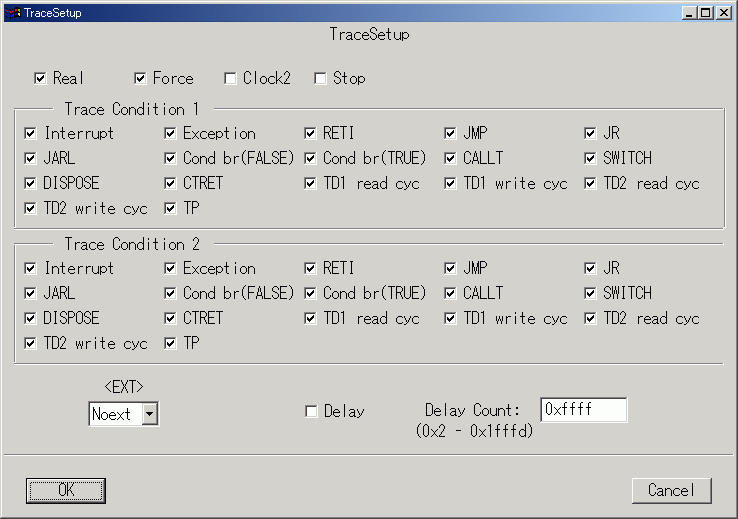 TraceSetup
TraceSetup
Real Force Clock2 Stop
Trace Condition 1
Interrupt Exception RETI JMP JR
JARL Cond br(FALSE) Cond br(TRUE) CALLT SWITCH
DISPOSE CTRET TD1 read cyc TD1 write cyc TD2 read cyc
TD2 write cyc TP
Trace Condition 2
Interrupt Exception RETI JMP JR
JARL Cond br(FALSE) Cond br(TRUE) CALLT SWITCH
DISPOSE CTRET TD1 read cyc TD1 write cyc TD2 read cyc
TD2 write cyc TP
<EXT>
Noext Delay Delay Count: 0xffff
(0x2 - 0x1fffd)
OK Cancel